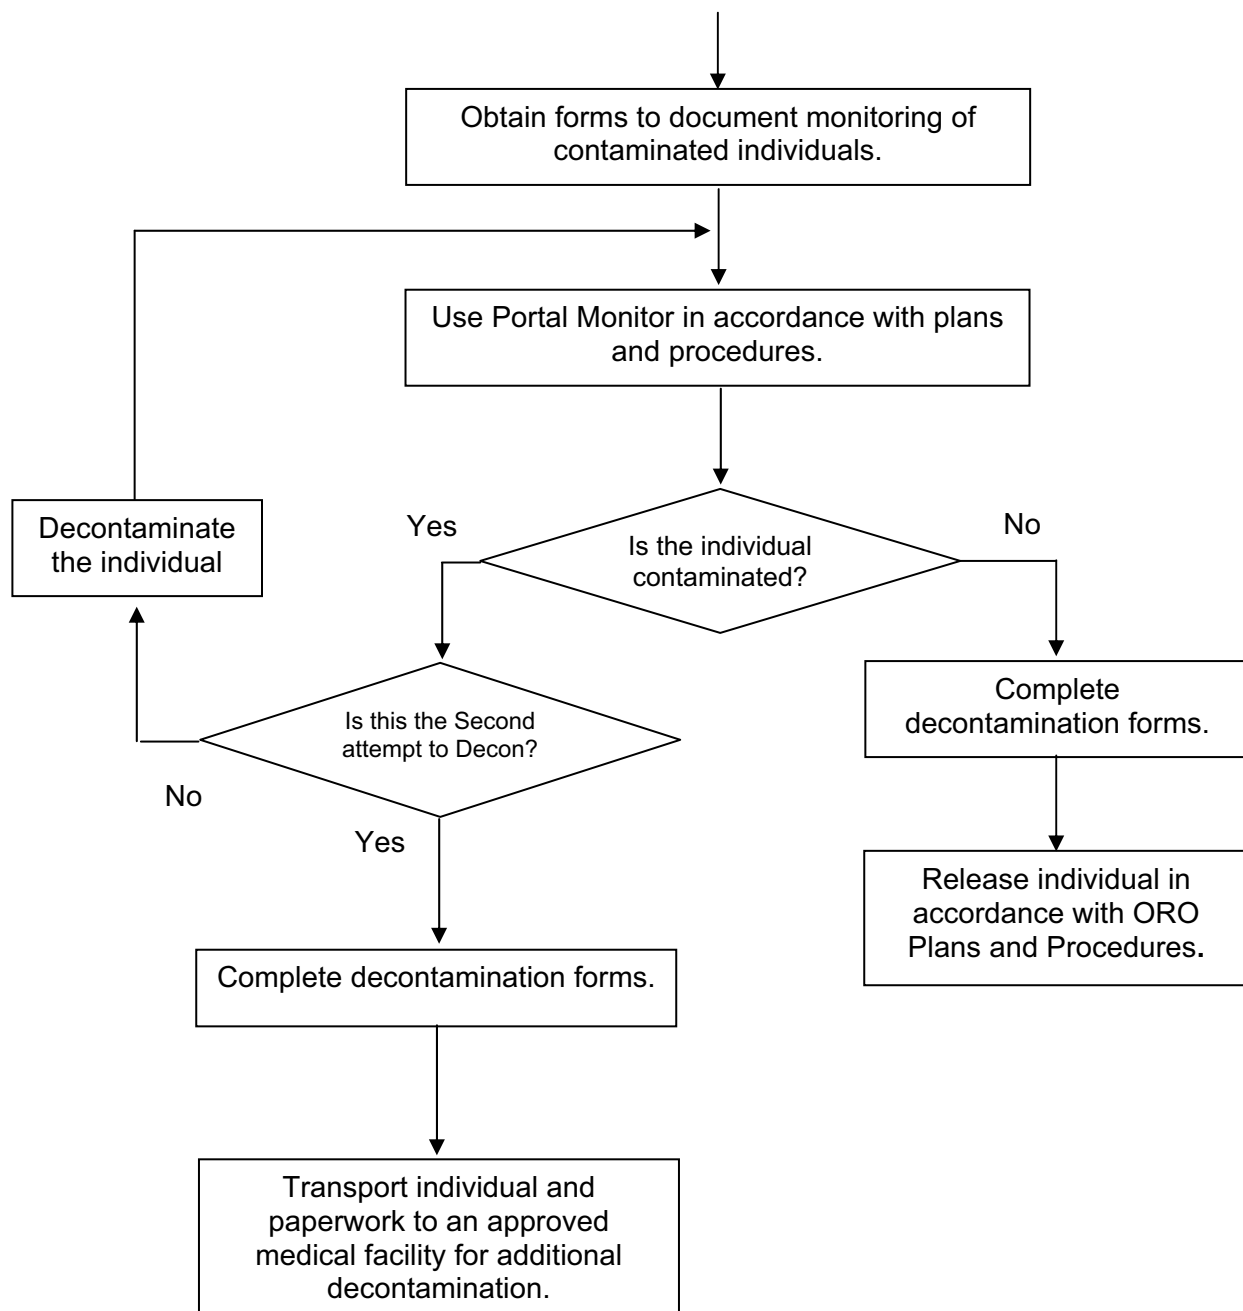 Obtain forms to document monitoring of
contaminated individuals.
Use Portal Monitor in accordance with plans
and procedures.
Decontaminate
the individual
Yes
No
Is the individual
contaminated?
Is this the Second
attempt to Decon?
Complete
decontamination forms.
No
Yes
Release individual in
accordance with ORO
Plans and Procedures.
Complete decontamination forms.
Transport individual and
paperwork to an approved
medical facility for additional
decontamination.